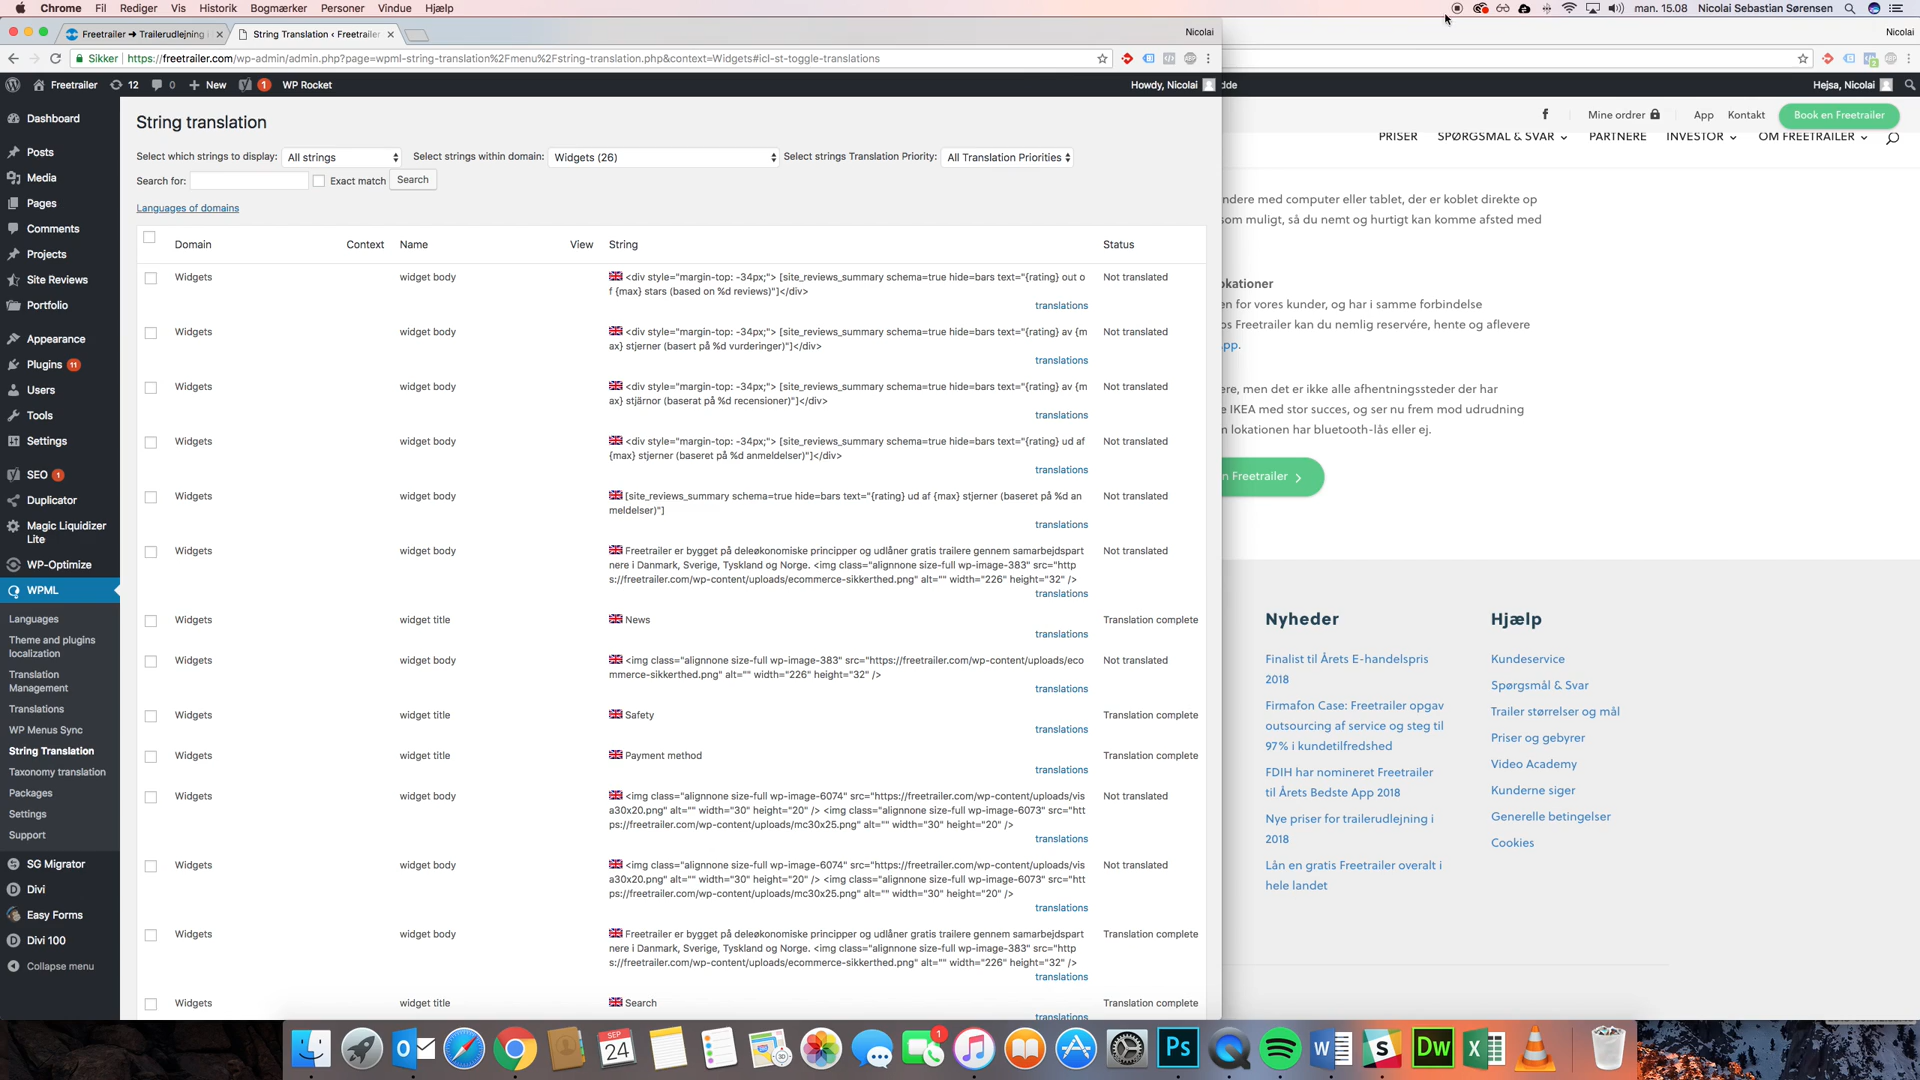 Chrome Fil Rediger Vis Historik Bogmærker Personer Vindue Hjælp man. 15.08 Nicolai Sebastian Sørensen
Freetrailer ➜ Trailerudlejning String Translation ‹ Freetrailer Nicolai Nicolai
Sikker https://freetrailer.com/wp-admin/admin.php?page=wpml-string-translation%2Fmenu%2Fstring-translation.php&context=Widgets#icl-st-toggle-translations
Freetrailer 12 0 New 1 WP Rocket Howdy, Nicolai
Dashboard
Posts
Media
Pages
Comments
Projects
Site Reviews
Portfolio
Appearance
Plugins 11
Users
Tools
Settings
SEO 1
Duplicator
Magic Liquidizer
Lite
WP-Optimize
WPML
Languages
Theme and plugins
localization
Translation
Management
Translations
WP Menus Sync
String Translation
Taxonomy translation
Packages
Settings
Support
SG Migrator
Divi
Easy Forms
Divi 100
Collapse menu
String translation
Select which strings to display: All strings Select strings within domain: Widgets (26) Select strings Translation Priority: All Translation Priorities
Search for: Exact match Search
Languages of domains
Domain Context Name View String Status
Widgets widget body <div style="margin-top: -34px;"> [site_reviews_summary schema=true hide=bars text="{rating} out o Not translated
f {max} stars (based on %d reviews)"]</div>
translations
Widgets widget body <div style="margin-top: -34px;"> [site_reviews_summary schema=true hide=bars text="{rating} av {m Not translated
ax} stjerner (basert på %d vurderinger)"]</div>
translations
Widgets widget body <div style="margin-top: -34px;"> [site_reviews_summary schema=true hide=bars text="{rating} av {m Not translated
ax} stjärnor (baserat på %d recensioner)"]</div>
translations
Widgets widget body <div style="margin-top: -34px;"> [site_reviews_summary schema=true hide=bars text="{rating} ud af Not translated
{max} stjerner (baseret på %d anmeldelser)"]</div>
translations
Widgets widget body [site_reviews_summary schema=true hide=bars text="{rating} ud af {max} stjerner (baseret på %d an Not translated
meldelser)"]
translations
Widgets widget body Freetrailer er bygget på deleøkonomiske principper og udlåner gratis trailere gennem samarbejdspart Not translated
nere i Danmark, Sverige, Tyskland og Norge. <img class="alignnone size-full wp-image-383" src="http
s://freetrailer.com/wp-content/uploads/ecommerce-sikkerthed.png" alt="" width="226" height="32" />
translations
Widgets widget title News Translation complete
translations
Widgets widget body <img class="alignnone size-full wp-image-383" src="https://freetrailer.com/wp-content/uploads/eco Not translated
mmerce-sikkerthed.png" alt="" width="226" height="32" />
translations
Widgets widget title Safety Translation complete
translations
Widgets widget title Payment method Translation complete
translations
Widgets widget body <img class="alignnone size-full wp-image-6074" src="https://freetrailer.com/wp-content/uploads/vis Not translated
a30x20.png" alt="" width="30" height="20" /> <img class="alignnone size-full wp-image-6073" src="htt
ps://freetrailer.com/wp-content/uploads/mc30x25.png" alt="" width="30" height="20" />
translations
Widgets widget body <img class="alignnone size-full wp-image-6074" src="https://freetrailer.com/wp-content/uploads/vis Not translated
a30x20.png" alt="" width="30" height="20" /> <img class="alignnone size-full wp-image-6073" src="htt
ps://freetrailer.com/wp-content/uploads/mc30x25.png" alt="" width="30" height="20" />
translations
Widgets widget body Freetrailer er bygget på deleøkonomiske principper og udlåner gratis trailere gennem samarbejdspart Translation complete
nere i Danmark, Sverige, Tyskland og Norge. <img class="alignnone size-full wp-image-383" src="http
s://freetrailer.com/wp-content/uploads/ecommerce-sikkerthed.png" alt="" width="226" height="32" />
translations
Widgets widget title Search Translation complete
translations
dde Hejsa, Nicolai
Mine ordrer App Kontakt Book en Freetrailer
PRISER SPØRGSMÅL & SVAR PARTNERE INVESTOR OM FREETRAILER
ndere med computer eller tablet, der er koblet direkte op
som muligt, så du nemt og hurtigt kan komme afsted med
okationer
en for vores kunder, og har i samme forbindelse
os Freetrailer kan du nemlig reservére, hente og aflevere
pp.
ere, men det er ikke alle afhentningssteder der har
e IKEA med stor succes, og ser nu frem mod udrudning
m lokationen har bluetooth-lås eller ej.
n Freetrailer
Nyheder
Finalist til Årets E-handelspris
2018
Firmafon Case: Freetrailer opgav
outsourcing af service og steg til
97% i kundetilfredshed
FDIH har nomineret Freetrailer
til Årets Bedste App 2018
Nye priser for trailerudlejning i
2018
Lån en gratis Freetrailer overalt i
hele landet
Hjælp
Kundeservice
Spørgsmål & Svar
Trailer størrelser og mål
Priser og gebyrer
Video Academy
Kunderne siger
Generelle betingelser
Cookies
SEP
24
3D
1
Ps
W
S
Dw
X